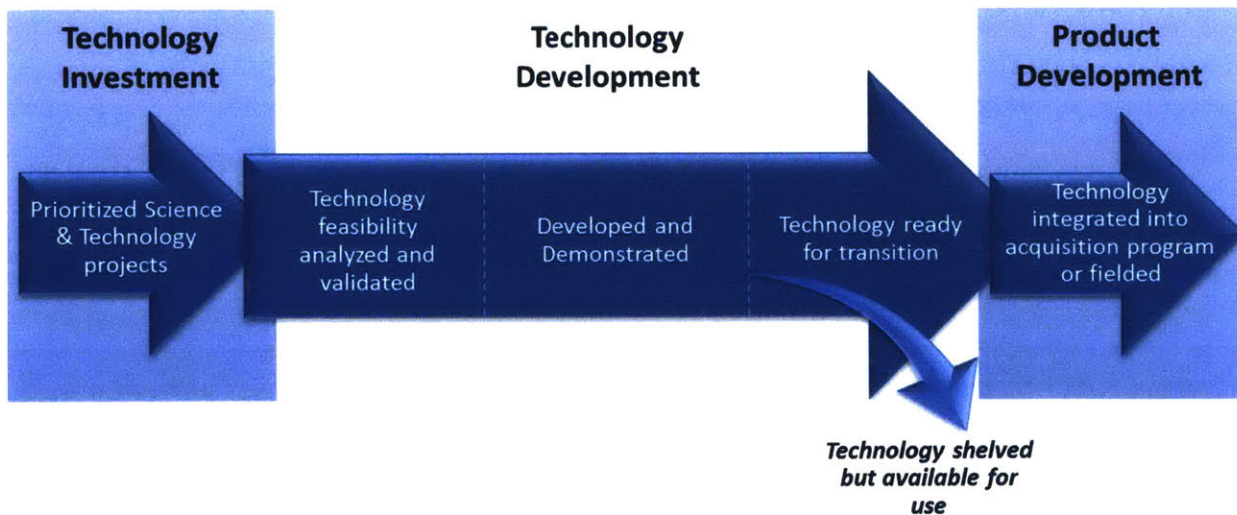 Technology
Investment
Technology
Development
Product
Development
Prioritized Science
& Technology
projects
Technology
feasibility
analyzed and
validated
Developed and
Demonstrated
Technology ready
for transition
Technology
integrated into
acquisition program
or fielded
Technology shelved
but available for
use